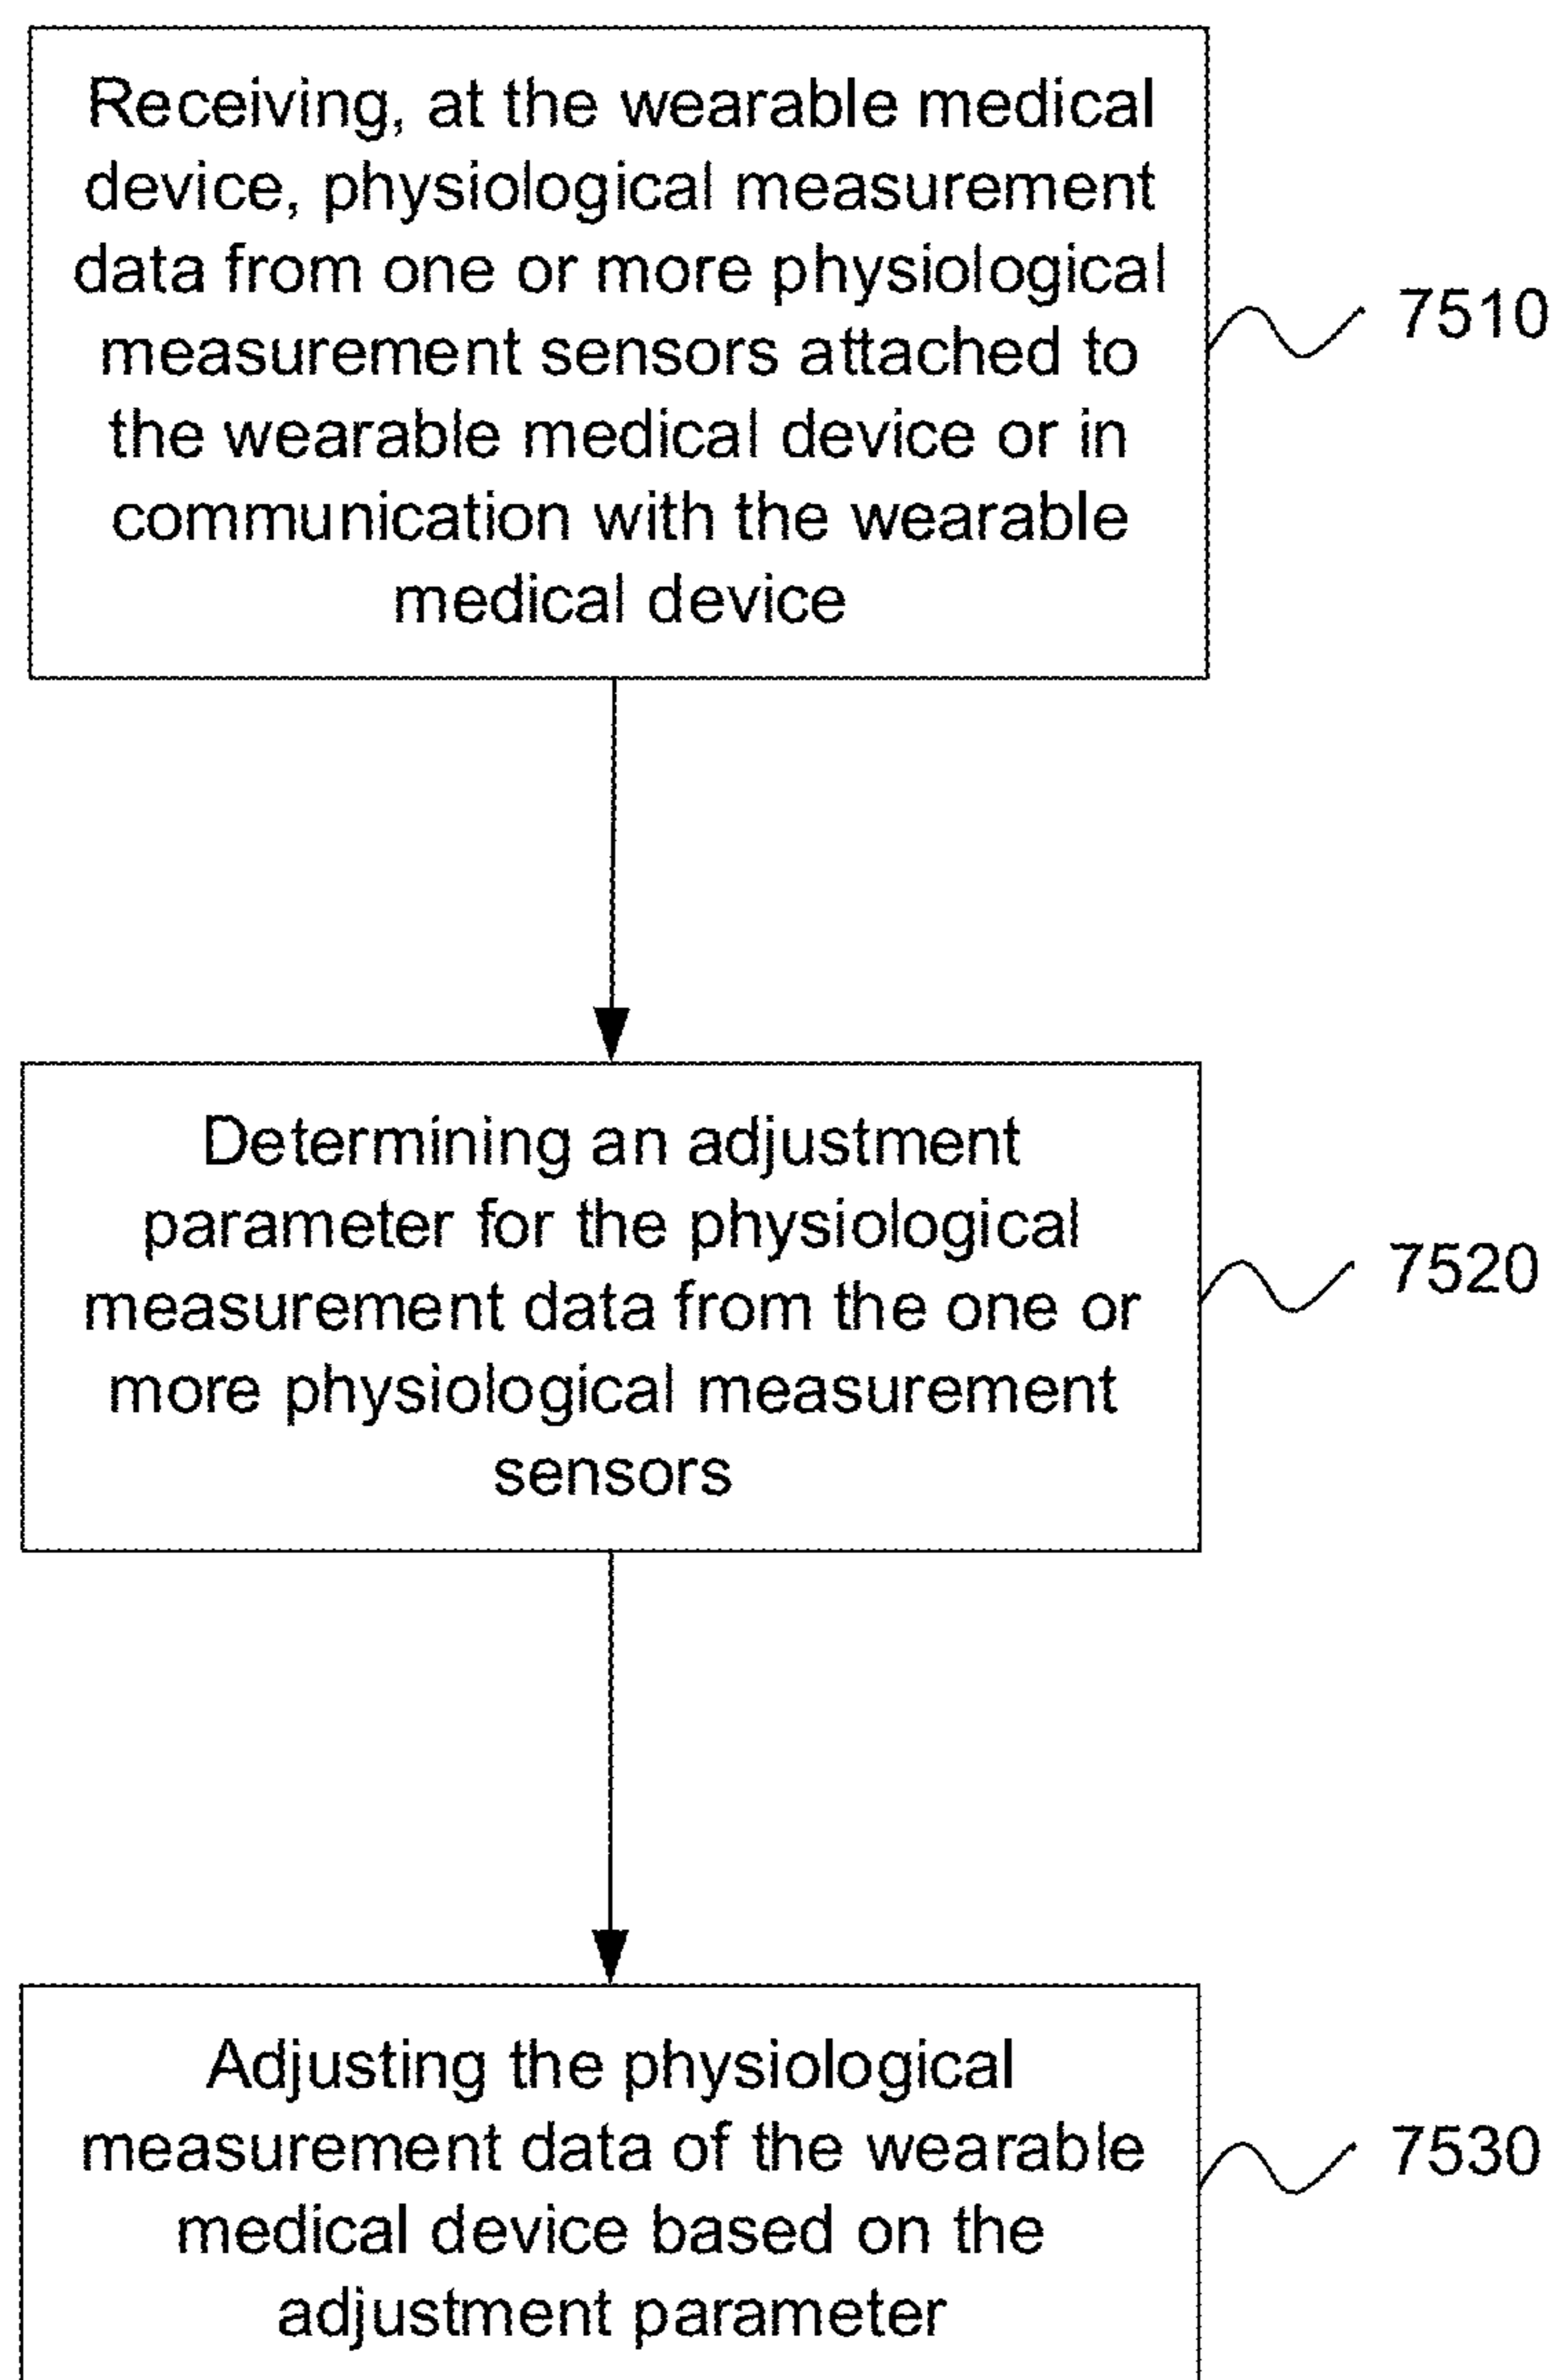 Receiving, at the wearable medical
device, physiological measurement
data from one or more physiological
measurement sensors attached to
the wearable medical device or in
communication with the wearable
medical device
7510
Determining an adjustment
parameter for the physiological
measurement data from the one or
more physiological measurement
sensors
7520
Adjusting the physiological
measurement data of the wearable
medical device based on the
adjustment parameter
7530